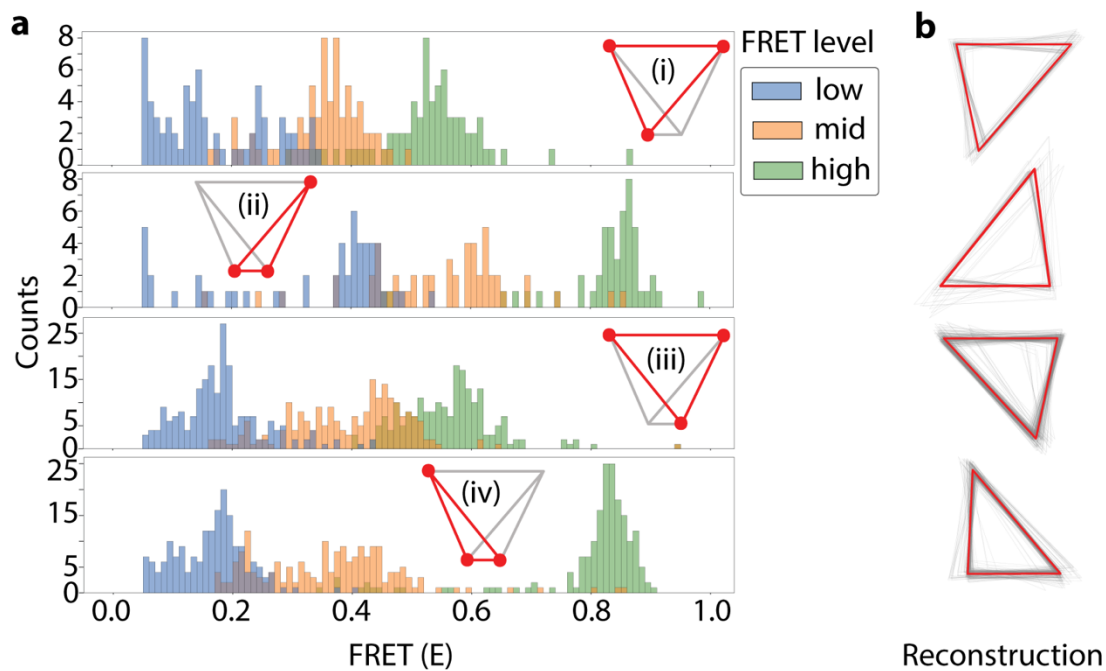 a
b
Counts
8
6
4
2
0
(i)
FRET level
low
mid
high
8
6
4
2
0
(ii)
25
15
5
0
(iii)
25
15
5
0
(iv)
0.0 0.2 0.4 0.6 0.8 1.0
FRET (E)
Reconstruction